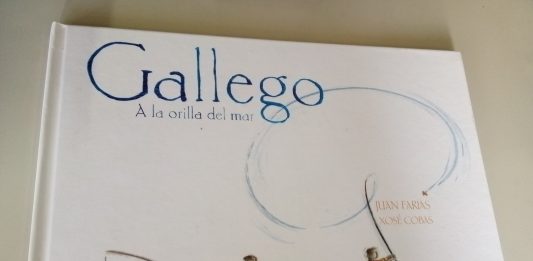 Gallego
A la orilla del mar
JUAN FARIAS
XOSÉ COBAS